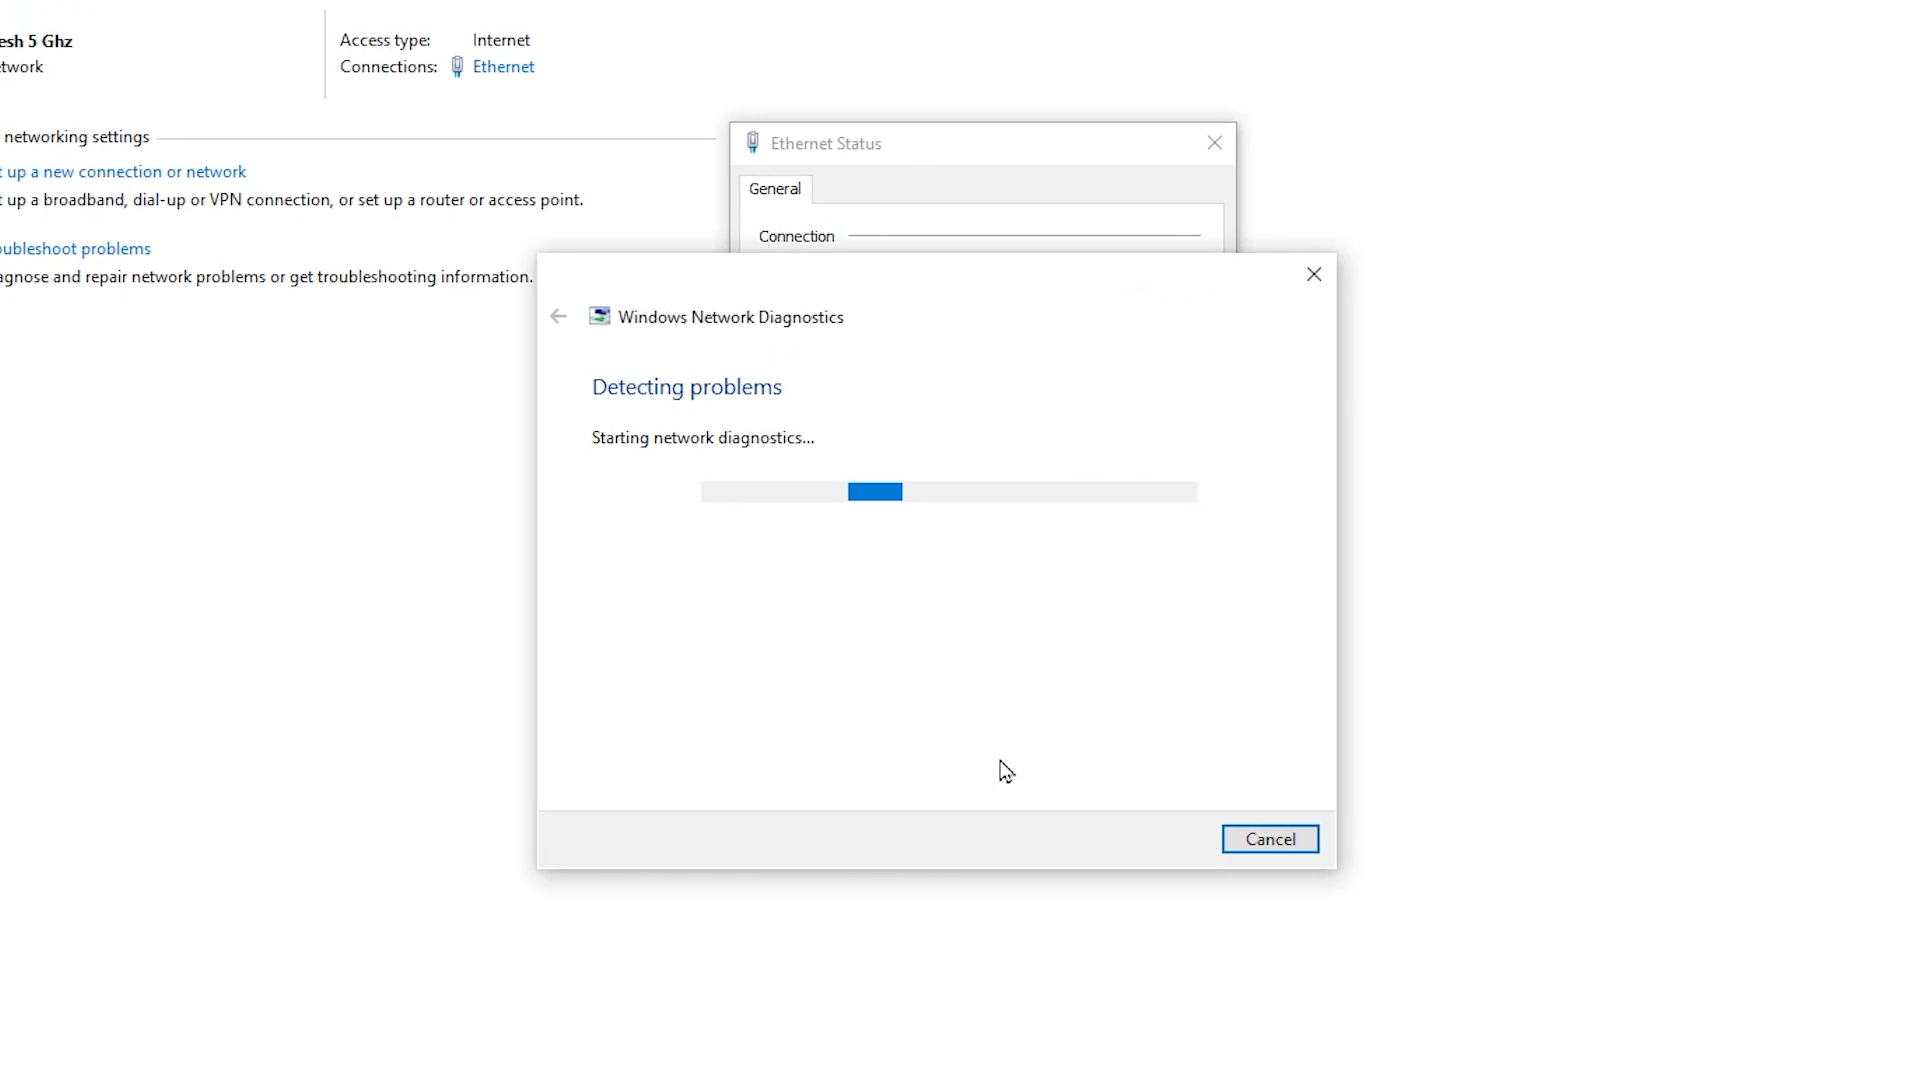 esh 5 Ghz
twork
Access type: Internet
Connections: Ethernet
networking settings
t up a new connection or network
t up a broadband, dial-up or VPN connection, or set up a router or access point.
oubleshoot problems
agnose and repair network problems or get troubleshooting information.
Ethernet Status
General
Connection
Windows Network Diagnostics
Detecting problems
Starting network diagnostics...
Cancel